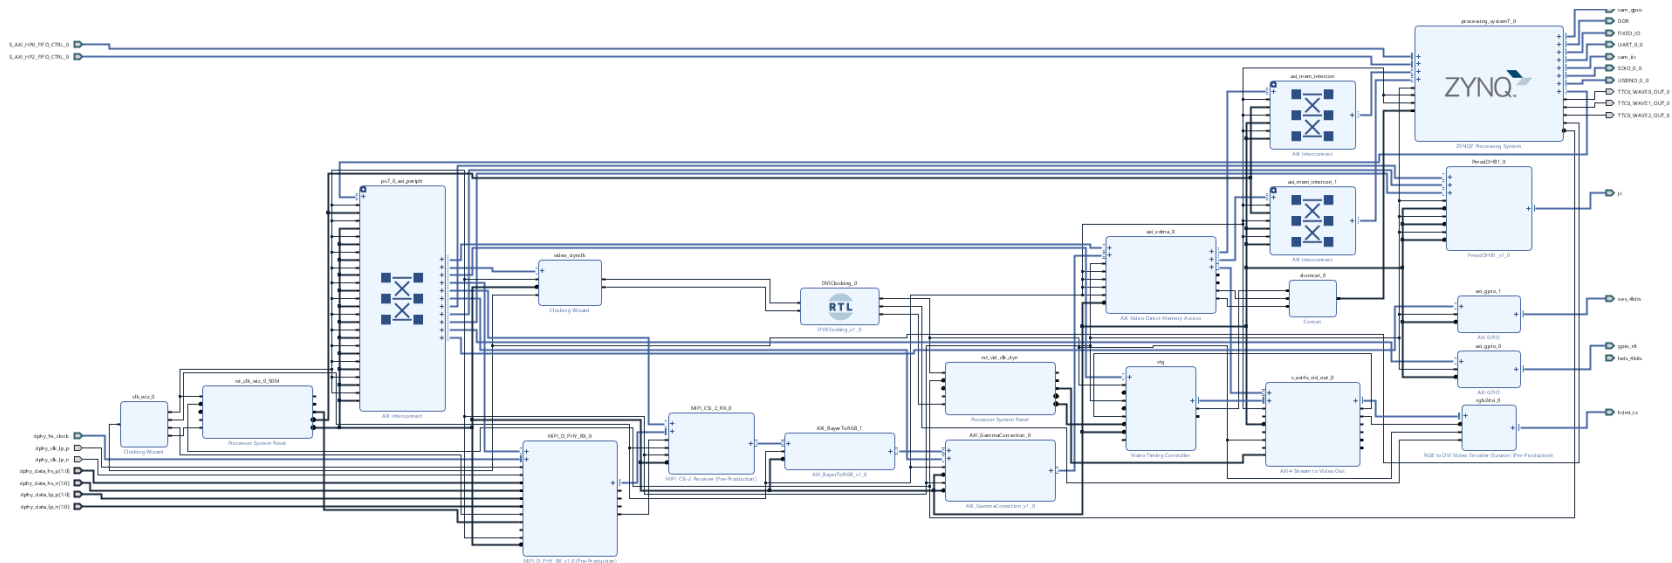 cam_gpio
DDR
FIXED_IO
UART_0_0
cam_iic
SDIO_0_0
USBIND_0_0
TTC0_WAVE0_OUT_0
TTC0_WAVE1_OUT_0
TTC0_WAVE2_OUT_0
S_AXI_HP0_FIFO_CTRL_0
S_AXI_HP2_FIFO_CTRL_0
processing_system7_0
ZYNQ
ZYNQ7 Processing System
axi_mem_intercon
AXI Interconnect
PmodDHB1_0
jc
PmodDHB1_v1_0
ps7_0_axi_periph
AXI Interconnect
axi_mem_intercon_1
AXI Interconnect
axi_vdma_0
AXI Video Direct Memory Access
video_dynclk
Clocking Wizard
DVIClocking_0
RTL
DVIClocking_v1_0
xlconcat_0
Concat
axi_gpio_1
AXI GPIO
sws_4bits
axi_gpio_0
AXI GPIO
leds_4bits
rst_vid_clk_dyn
Processor System Reset
vtg
Video Timing Controller
v_axi4s_vid_out_0
AXI4-Stream to Video Out
rgb2dvi_0
RGB to DVI Video Encoder (Source) (Pre-Production)
hdmi_tx
clk_wiz_0
Clocking Wizard
rst_clk_wiz_0_50M
Processor System Reset
MIPI_CSI_2_RX_0
MIPI CSI-2 Receiver (Pre-Production)
AXI_BayerToRGB_1
AXI_BayerToRGB_v1_0
AXI_GammaCorrection_0
AXI_GammaCorrection_v1_0
MIPI_D_PHY_RX_0
MIPI_D_PHY_RX_v1.0 (Pre-Production)
dphy_hs_clock
dphy_clk_lp_p
dphy_clk_lp_n
dphy_data_hs_p[1:0]
dphy_data_hs_n[1:0]
dphy_data_lp_p[1:0]
dphy_data_lp_n[1:0]